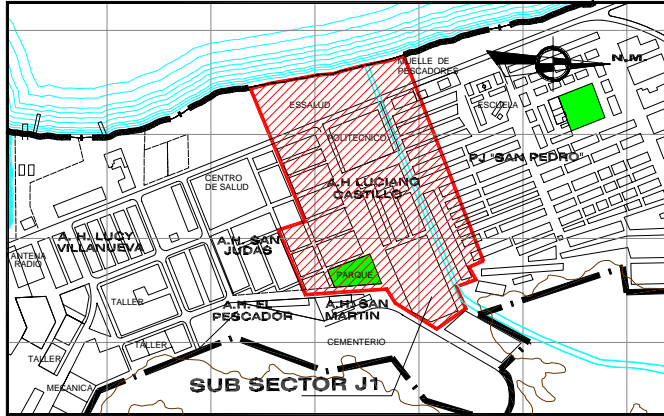 MUELLE DE
PESCADORES
N.M.
ESSALUD
ESCUELA
POLITECNICO
PJ "SAN PEDRO"
CENTRO
DE SALUD
A.H LUCIANO
CASTILLO
A. H. LUCY
VILLANUEVA
A.H. SAN
JUDAS
ANTENA
RADIO
PARQUE
TALLER
A.H. EL
PESCADOR
A.H. SAN
MARTIN
TALLER
CEMENTERIO
TALLER
MECANICA
SUB SECTOR J1